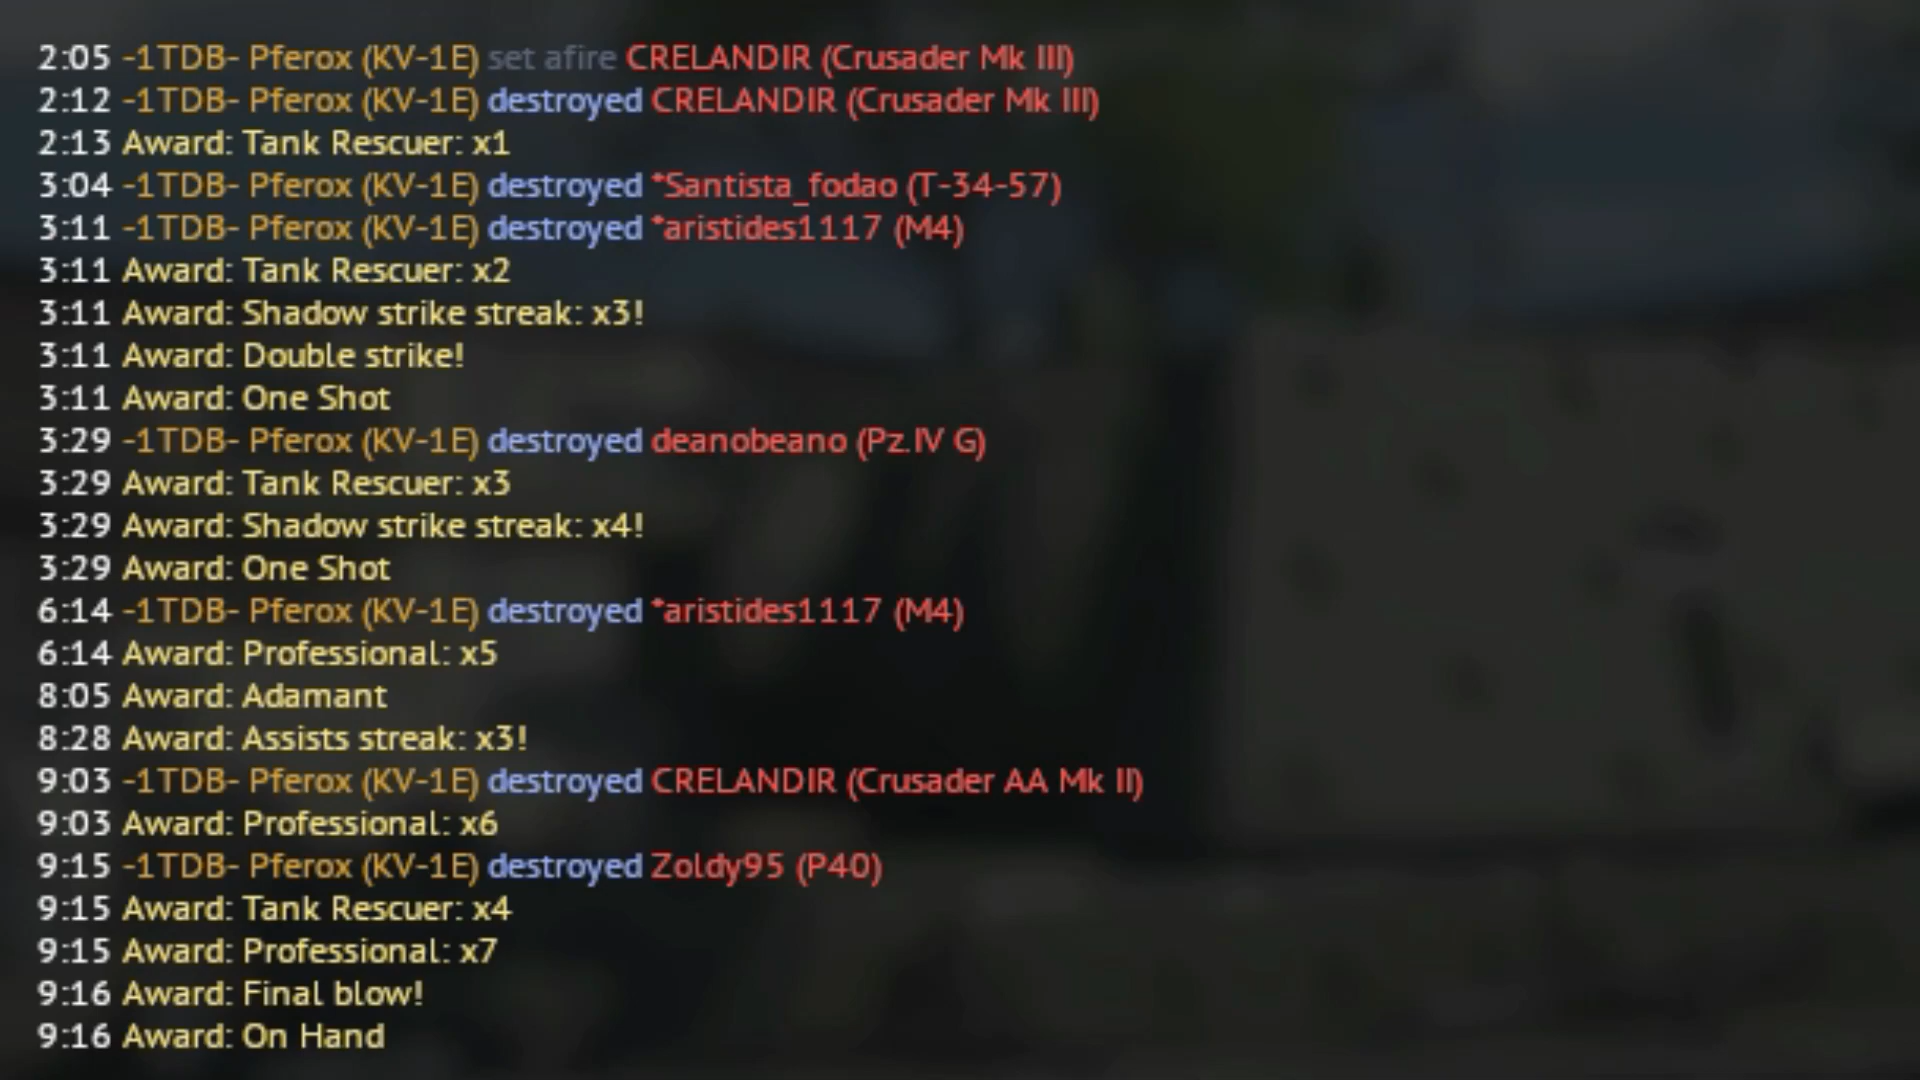 2:05 -1TDB- Pferox (KV-1E) set afire CRELANDIR (Crusader Mk III)
2:12 -1TDB- Pferox (KV-1E) destroyed CRELANDIR (Crusader Mk III)
2:13 Award: Tank Rescuer: x1
3:04 -1TDB- Pferox (KV-1E) destroyed *Santista_fodao (T-34-57)
3:11 -1TDB- Pferox (KV-1E) destroyed *aristides1117 (M4)
3:11 Award: Tank Rescuer: x2
3:11 Award: Shadow strike streak: x3!
3:11 Award: Double strike!
3:11 Award: One Shot
3:29 -1TDB- Pferox (KV-1E) destroyed deanobeano (Pz.IV G)
3:29 Award: Tank Rescuer: x3
3:29 Award: Shadow strike streak: x4!
3:29 Award: One Shot
6:14 -1TDB- Pferox (KV-1E) destroyed *aristides1117 (M4)
6:14 Award: Professional: x5
8:05 Award: Adamant
8:28 Award: Assists streak: x3!
9:03 -1TDB- Pferox (KV-1E) destroyed CRELANDIR (Crusader AA Mk II)
9:03 Award: Professional: x6
9:15 -1TDB- Pferox (KV-1E) destroyed Zoldy95 (P40)
9:15 Award: Tank Rescuer: x4
9:15 Award: Professional: x7
9:16 Award: Final blow!
9:16 Award: On Hand